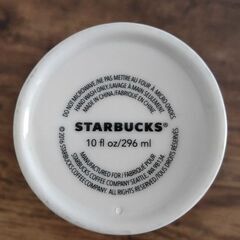 DO NOT MICROWAVE / NE PAS METTRE AU FOUR À MICRO-ONDES
HAND WASH ONLY / LAVAGE À MAIN SEULEMENT
MADE IN CHINA / FABRIQUÉ EN CHINE
STARBUCKS®
10 fl oz/296 ml
MANUFACTURED FOR / FABRIQUÉ POUR
STARBUCKS COFFEE COMPANY SEATTLE, WA 98134
© 2016 STARBUCKS COFFEE COMPANY. ALL RIGHTS RESERVED / TOUS DROITS RÉSERVÉS